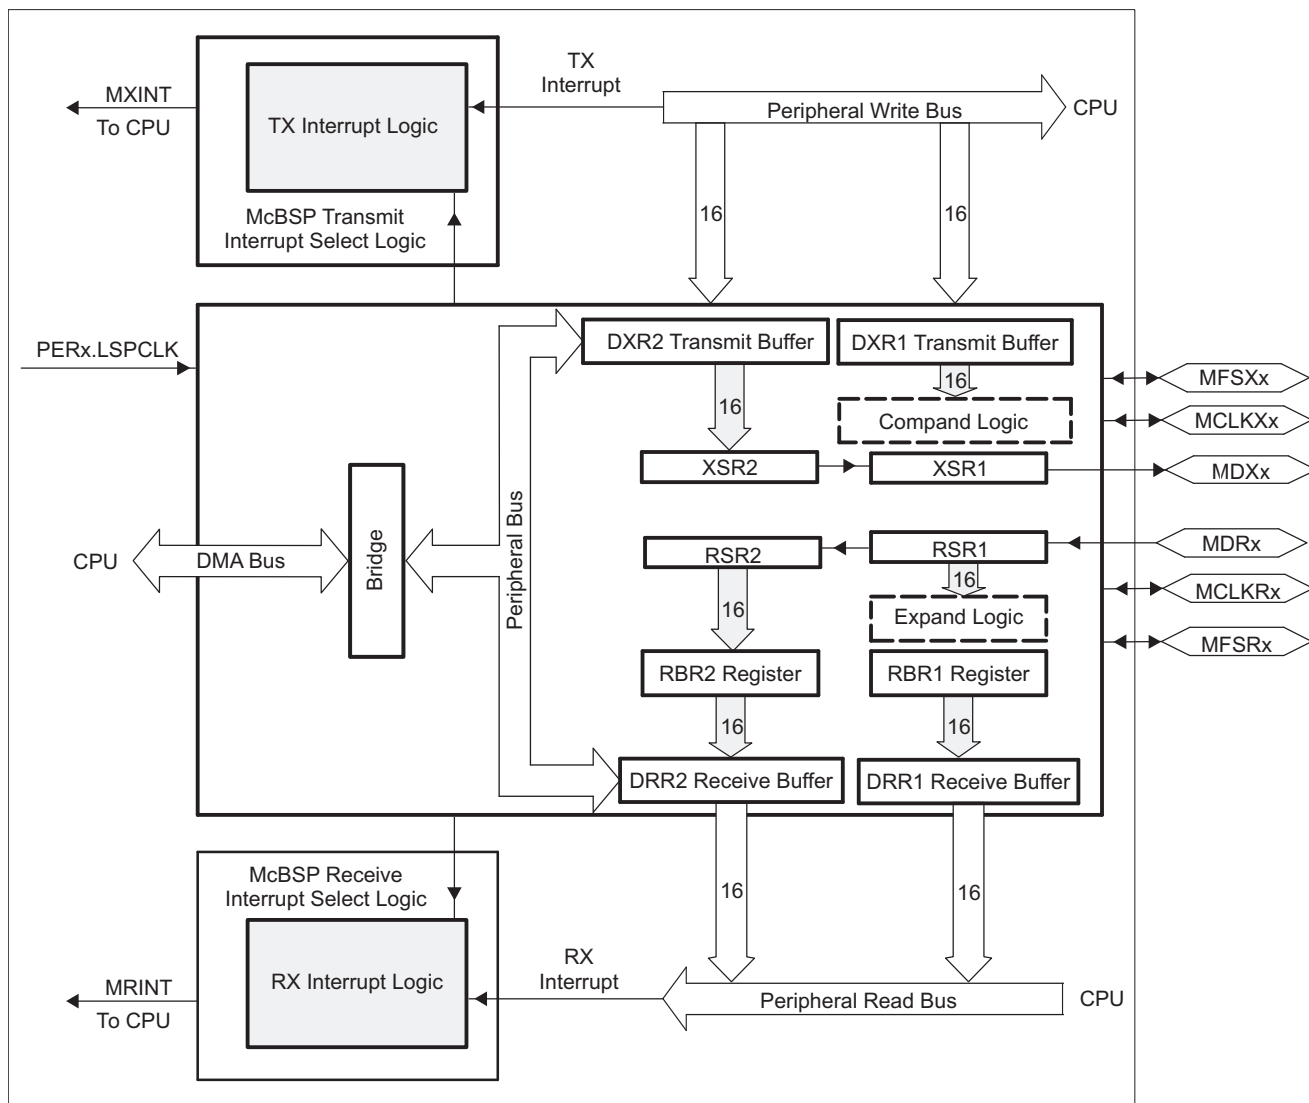 TX
Interrupt
MXINT
To CPU
TX Interrupt Logic
Peripheral Write Bus
CPU
McBSP Transmit
Interrupt Select Logic
16
16
PERx.LSPCLK
DXR2 Transmit Buffer
DXR1 Transmit Buffer
MFSXx
16
16
Compand Logic
MCLKXx
XSR2
XSR1
MDXx
CPU
DMA Bus
Bridge
Peripheral Bus
RSR2
RSR1
MDRx
16
16
Expand Logic
MCLKRx
MFSRx
RBR2 Register
RBR1 Register
16
16
DRR2 Receive Buffer
DRR1 Receive Buffer
McBSP Receive
Interrupt Select Logic
16
16
RX
Interrupt
MRINT
To CPU
RX Interrupt Logic
Peripheral Read Bus
CPU